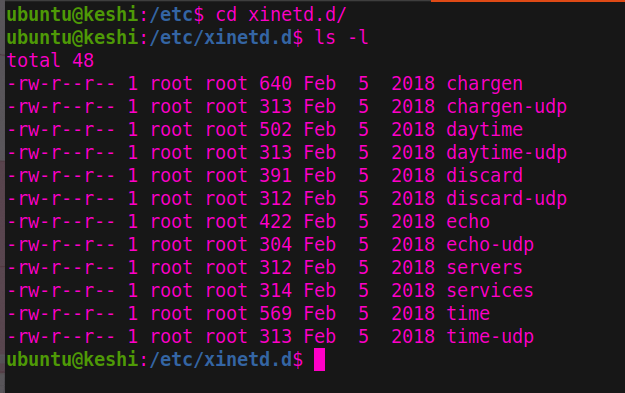 ubuntu@keshi:/etc$ cd xinetd.d/
ubuntu@keshi:/etc/xinetd.d$ ls -l
total 48
-rw-r--r-- 1 root root 640 Feb  5  2018 chargen
-rw-r--r-- 1 root root 313 Feb  5  2018 chargen-udp
-rw-r--r-- 1 root root 502 Feb  5  2018 daytime
-rw-r--r-- 1 root root 313 Feb  5  2018 daytime-udp
-rw-r--r-- 1 root root 391 Feb  5  2018 discard
-rw-r--r-- 1 root root 312 Feb  5  2018 discard-udp
-rw-r--r-- 1 root root 422 Feb  5  2018 echo
-rw-r--r-- 1 root root 304 Feb  5  2018 echo-udp
-rw-r--r-- 1 root root 312 Feb  5  2018 servers
-rw-r--r-- 1 root root 314 Feb  5  2018 services
-rw-r--r-- 1 root root 569 Feb  5  2018 time
-rw-r--r-- 1 root root 313 Feb  5  2018 time-udp
ubuntu@keshi:/etc/xinetd.d$